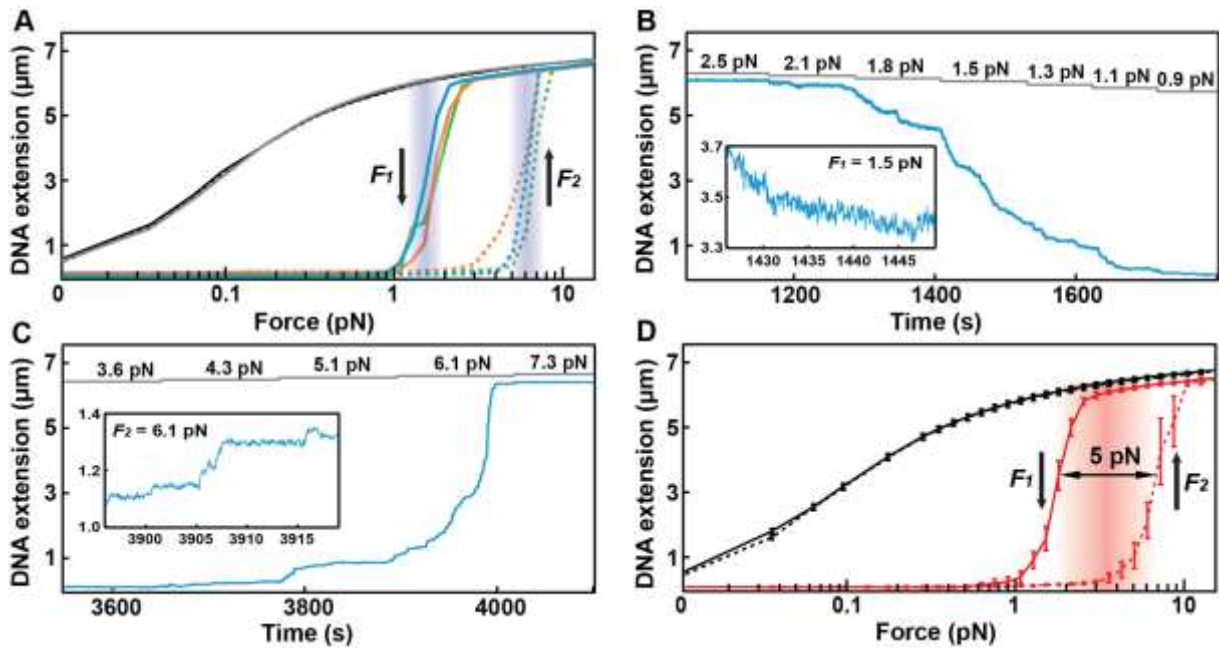 A
DNA extension (µm)
7
5
3
1
F1
F2
0
0.1
1
10
Force (pN)
B
DNA extension (µm)
7
5
3
1
2.5 pN
2.1 pN
1.8 pN
1.5 pN
1.3 pN
1.1 pN
0.9 pN
3.7
3.5
3.3
F1 = 1.5 pN
1430 1435 1440 1445
1200 1400 1600
Time (s)
C
DNA extension (µm)
7
5
3
1
3.6 pN
4.3 pN
5.1 pN
6.1 pN
7.3 pN
1.4
1.2
1.0
F2 = 6.1 pN
3900 3905 3910 3915
3600 3800 4000
Time (s)
D
DNA extension (µm)
7
5
3
1
F1
5 pN
F2
0
0.1
1
10
Force (pN)